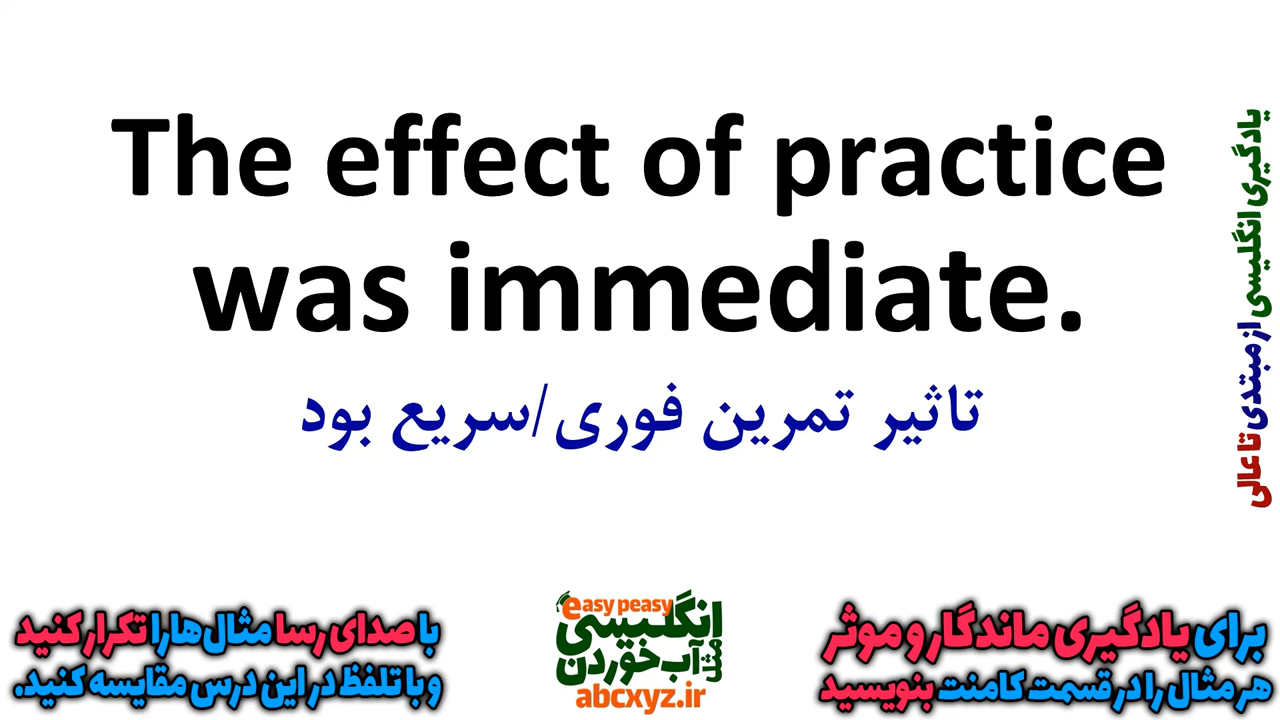 The effect of practice
was immediate.
تاثیر تمرین فوری/سریع بود
یادگیری انگلیسی از مبتدی تا عالی
برای یادگیری ماندگار و موثر
هر مثال را در قسمت کامنت بنویسید
easy peasy
انگلیسی
مثل آب خوردن
abcxyz.ir
با صدای رسا مثال‌ها را تکرار کنید
و با تلفظ در این درس مقایسه کنید.